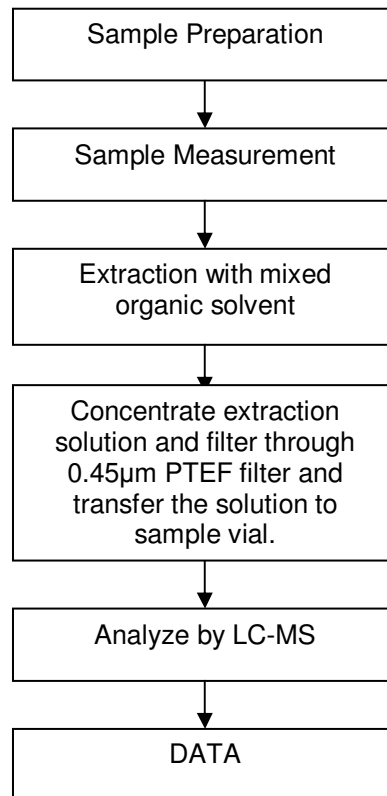 Sample Preparation
Sample Measurement
Extraction with mixed
organic solvent
Concentrate extraction
solution and filter through
0.45µm PTEF filter and
transfer the solution to
sample vial.
Analyze by LC-MS
DATA